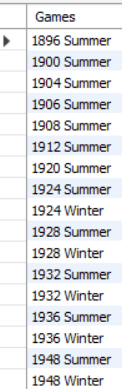 Games
1896 Summer
1900 Summer
1904 Summer
1906 Summer
1908 Summer
1912 Summer
1920 Summer
1924 Summer
1924 Winter
1928 Summer
1928 Winter
1932 Summer
1932 Winter
1936 Summer
1936 Winter
1948 Summer
1948 Winter